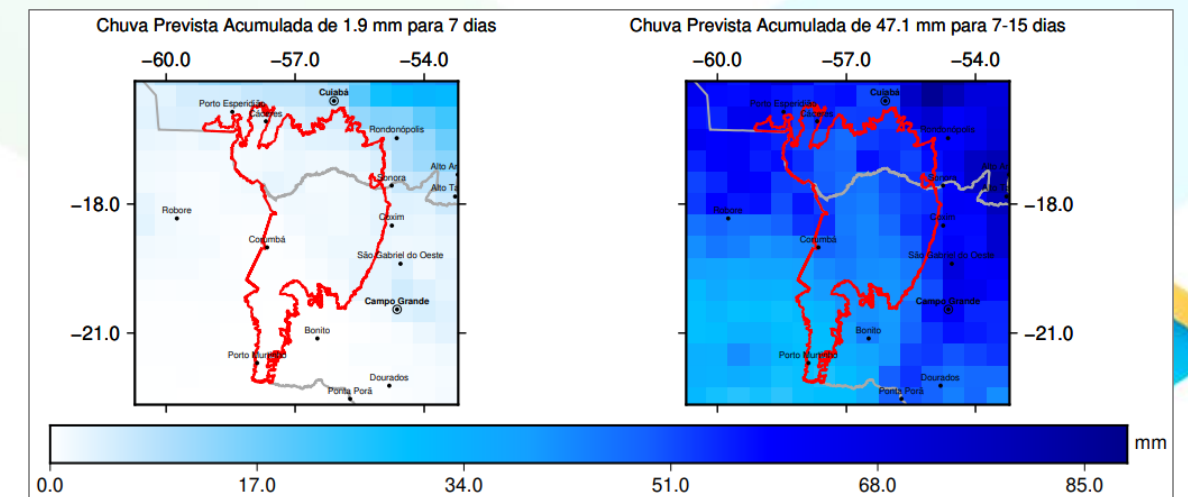 Chuva Prevista Acumulada de 1.9 mm para 7 dias
−60.0 −57.0 −54.0
Cuiabá
Porto Esperidião
Cáceres
Rondonópolis
Alto Ar
Sonora
Alto Ta
−18.0
Robore
Coxim
Corumbá
São Gabriel do Oeste
Campo Grande
−21.0
Bonito
Porto Murtinho
Dourados
Ponta Porã
Chuva Prevista Acumulada de 47.1 mm para 7-15 dias
−60.0 −57.0 −54.0
Cuiabá
Porto Esperidião
Cáceres
Rondonópolis
Alto Ar
Sonora
−18.0
Robore
Coxim
Corumbá
São Gabriel do Oeste
Campo Grande
−21.0
Bonito
Porto Murtinho
Dourados
Ponta Porã
mm
0.0 17.0 34.0 51.0 68.0 85.0